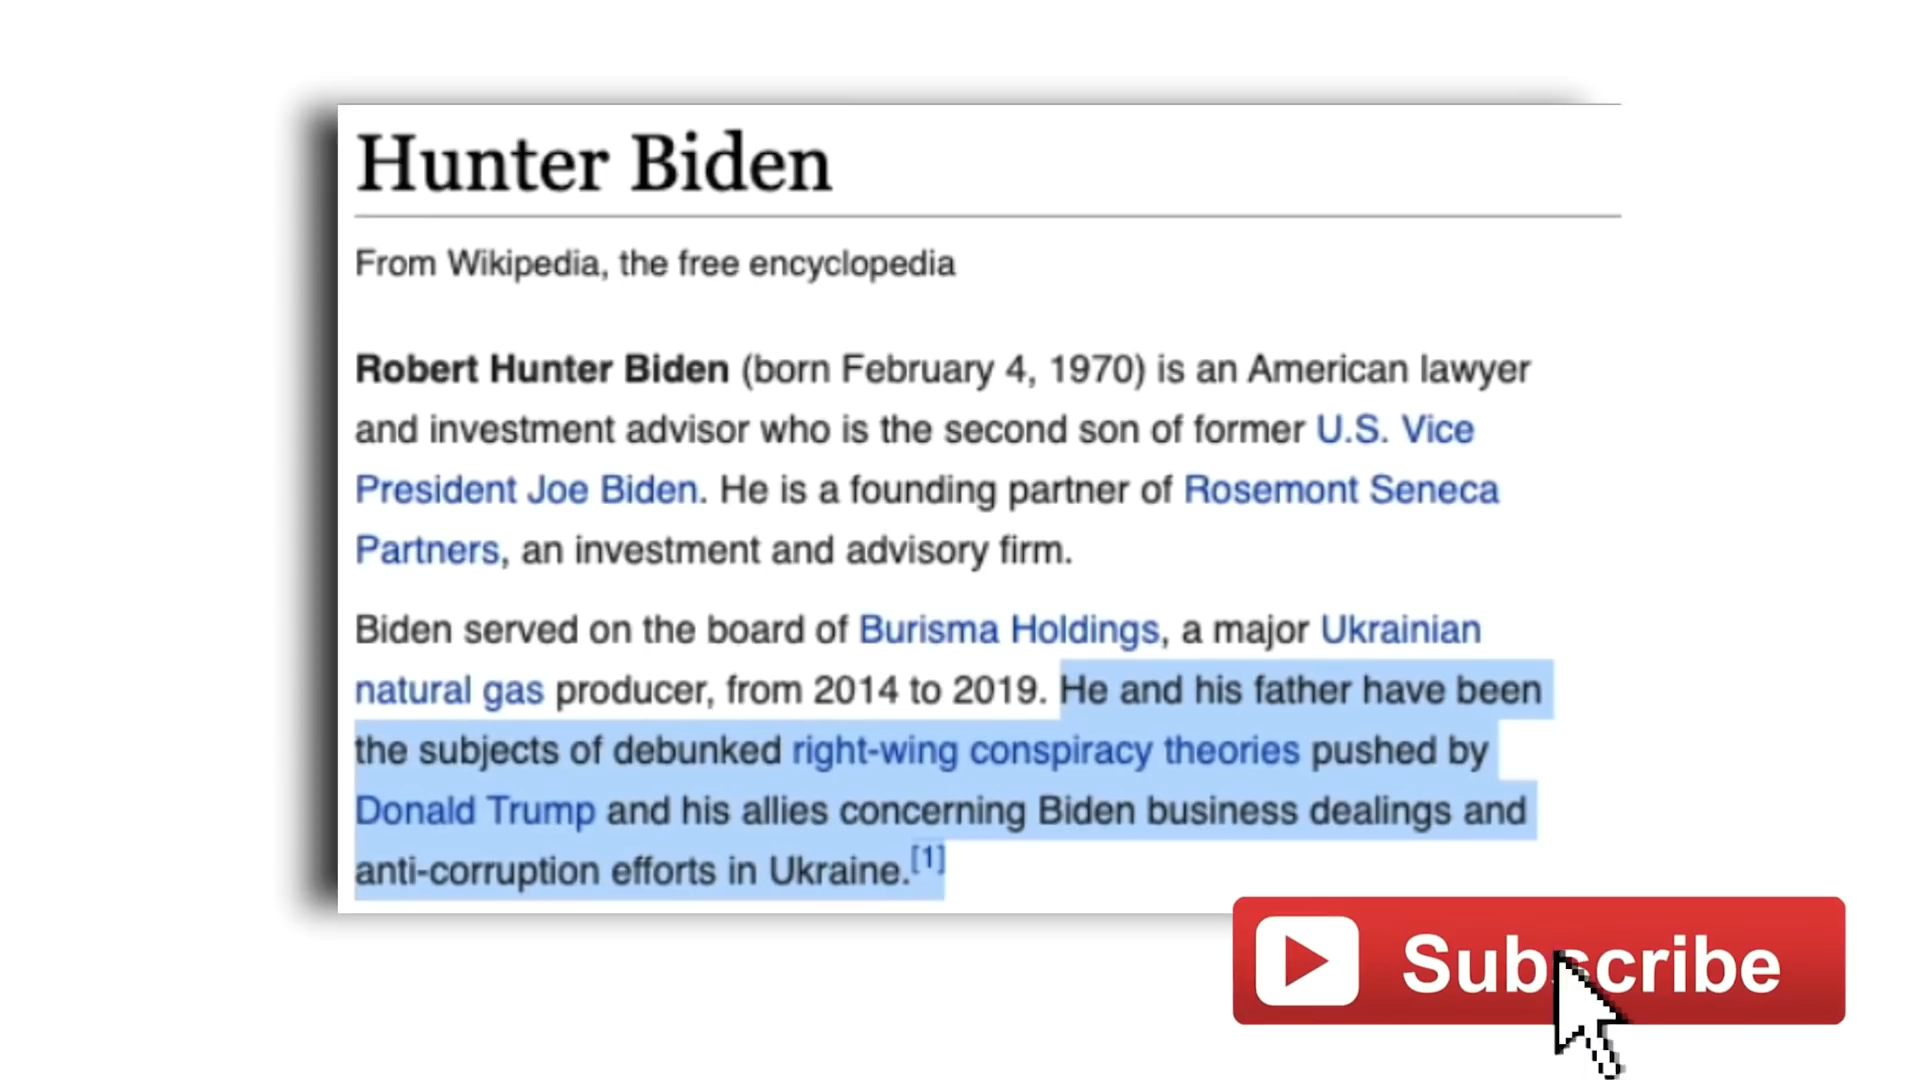 Hunter Biden
From Wikipedia, the free encyclopedia
Robert Hunter Biden (born February 4, 1970) is an American lawyer
and investment advisor who is the second son of former U.S. Vice
President Joe Biden. He is a founding partner of Rosemont Seneca
Partners, an investment and advisory firm.
Biden served on the board of Burisma Holdings, a major Ukrainian
natural gas producer, from 2014 to 2019. He and his father have been
the subjects of debunked right-wing conspiracy theories pushed by
Donald Trump and his allies concerning Biden business dealings and
anti-corruption efforts in Ukraine.[1]
Subscribe